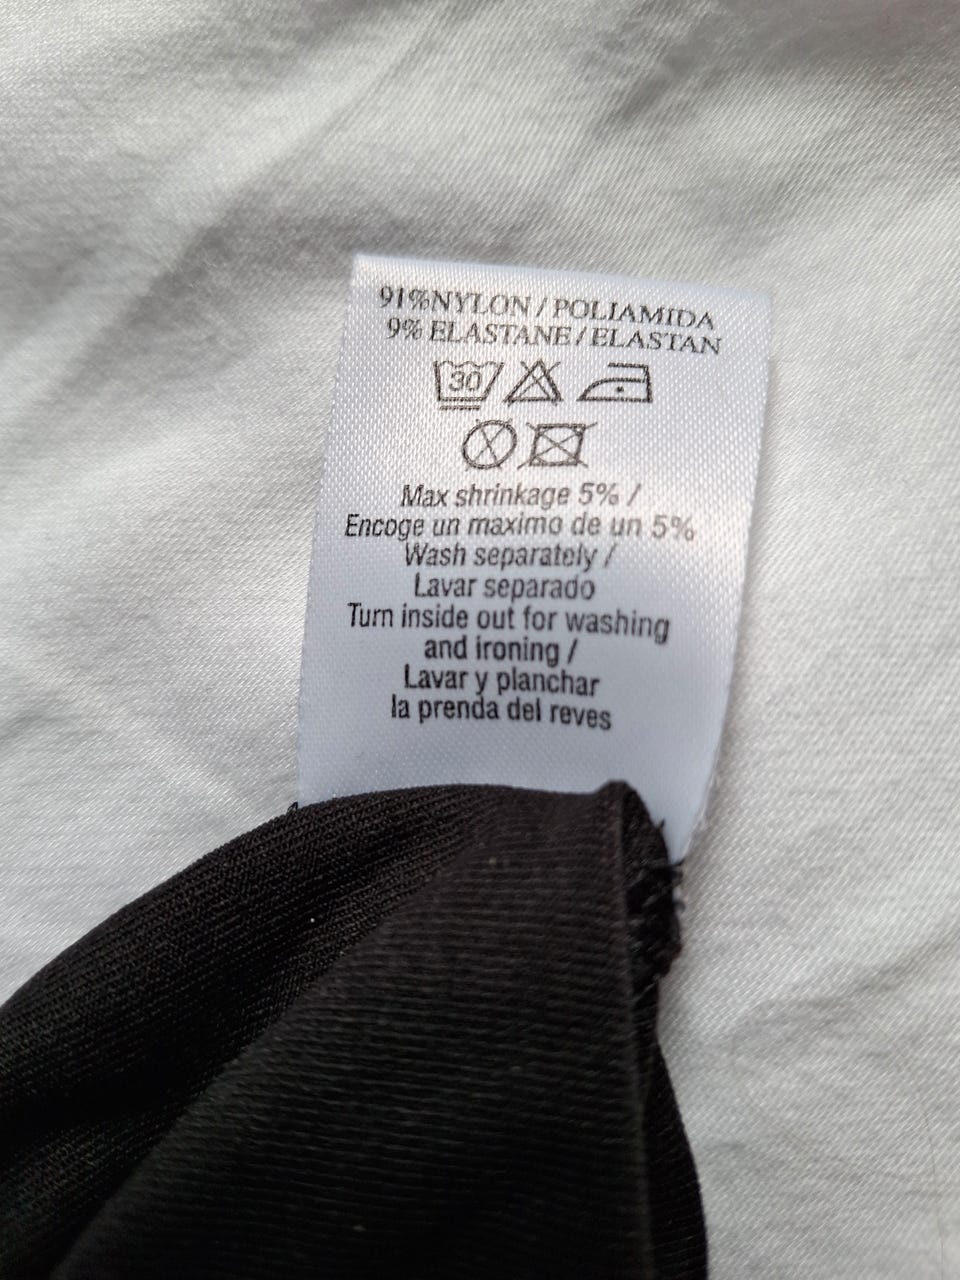 91%NYLON / POLIAMIDA
9% ELASTANE / ELASTAN
30
Max shrinkage 5% /
Encoge un maximo de un 5%
Wash separately /
Lavar separado
Turn inside out for washing
and ironing /
Lavar y planchar
la prenda del reves